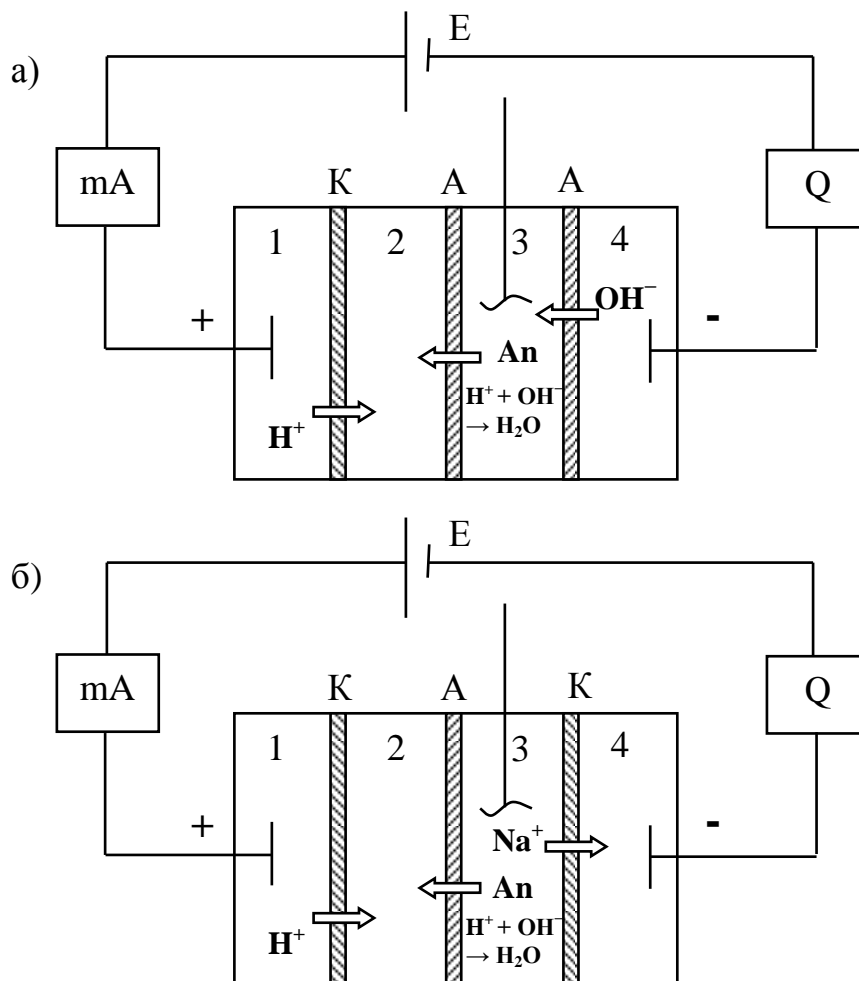 E
а)
mA
Q
К
А
А
1
2
3
4
OH⁻
+
-
An
H⁺ + OH⁻
→ H₂O
H⁺
E
б)
mA
Q
К
А
К
1
2
3
4
+
-
Na⁺
An
H⁺ + OH⁻
→ H₂O
H⁺